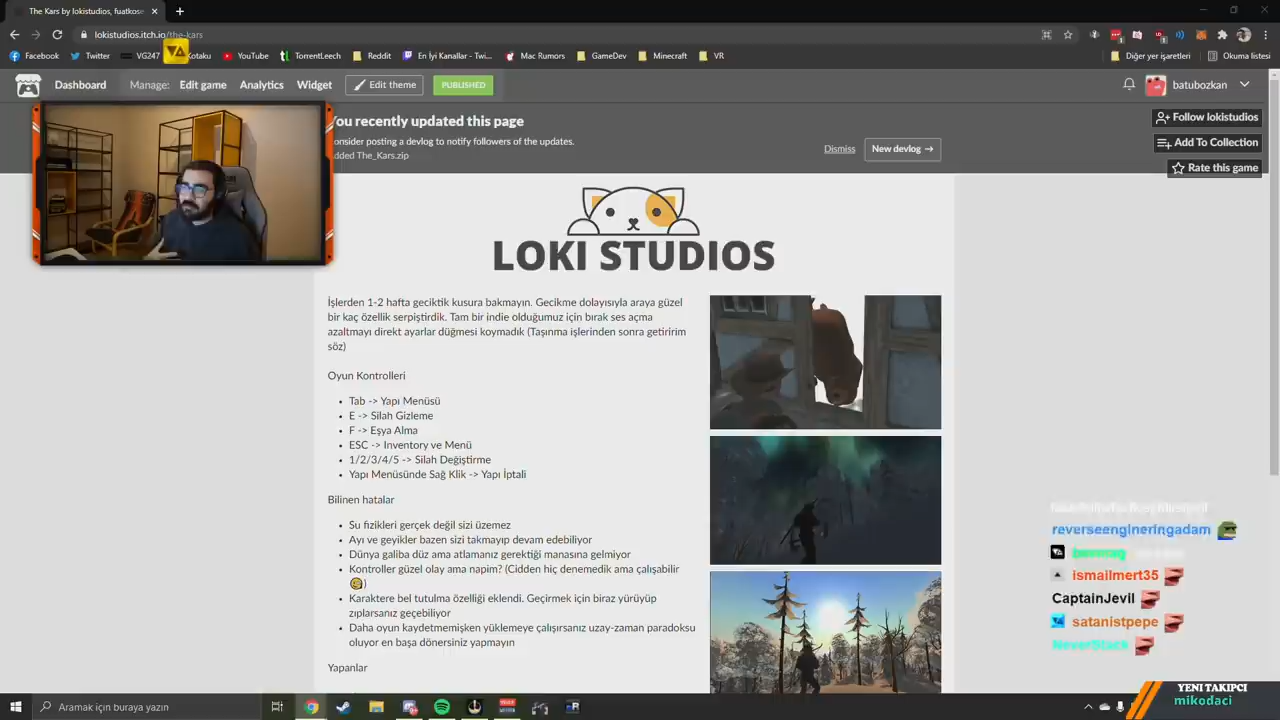 The Kars by lokistudios, fuatkose
lokistudios.itch.io/the-kars
Facebook
Twitter
VG247
Kotaku
YouTube
TorrentLeech
Reddit
En İyi Kanallar - Twi...
Mac Rumors
GameDev
Minecraft
VR
Diğer yer işaretleri
Okuma listesi
Dashboard
Manage:
Edit game
Analytics
Widget
Edit theme
PUBLISHED
batubozkan
You recently updated this page
onsider posting a devlog to notify followers of the updates.
dded The_Kars.zip
Dismiss
New devlog →
Follow lokistudios
Add To Collection
Rate this game
LOKI STUDIOS
İşlerden 1-2 hafta geciktik kusura bakmayın. Gecikme dolayısıyla araya güzel
bir kaç özellik serpiştirdik. Tam bir indie olduğumuz için bırak ses açma
azaltmayı direkt ayarlar düğmesi koymadık (Taşınma işlerinden sonra getiririm
söz)
Oyun Kontrolleri
Tab -> Yapı Menüsü
E -> Silah Gizleme
F -> Eşya Alma
ESC -> Inventory ve Menü
1/2/3/4/5 -> Silah Değiştirme
Yapı Menüsünde Sağ Klik -> Yapı İptali
Bilinen hatalar
Su fizikleri gerçek değil sizi üzemez
Ayı ve geyikler bazen sizi takmayıp devam edebiliyor
Dünya galiba düz ama atlamanız gerektiği manasına gelmiyor
Kontroller güzel olay ama napim? (Cidden hiç denemedik ama çalışabilir
)
Karaktere bel tutulma özelliği eklendi. Geçirmek için biraz yürüyüp
zıplarsanız geçebiliyor
Daha oyun kaydetmemişken yüklemeye çalışırsanız uzay-zaman paradoksu
oluyor en başa dönersiniz yapmayın
Yapanlar
reverseengineringadam
ismailmert35
CaptainJevil
satanistpepe
NeverStack
YENİ TAKİPÇİ
mikodaci
Aramak için buraya yazın